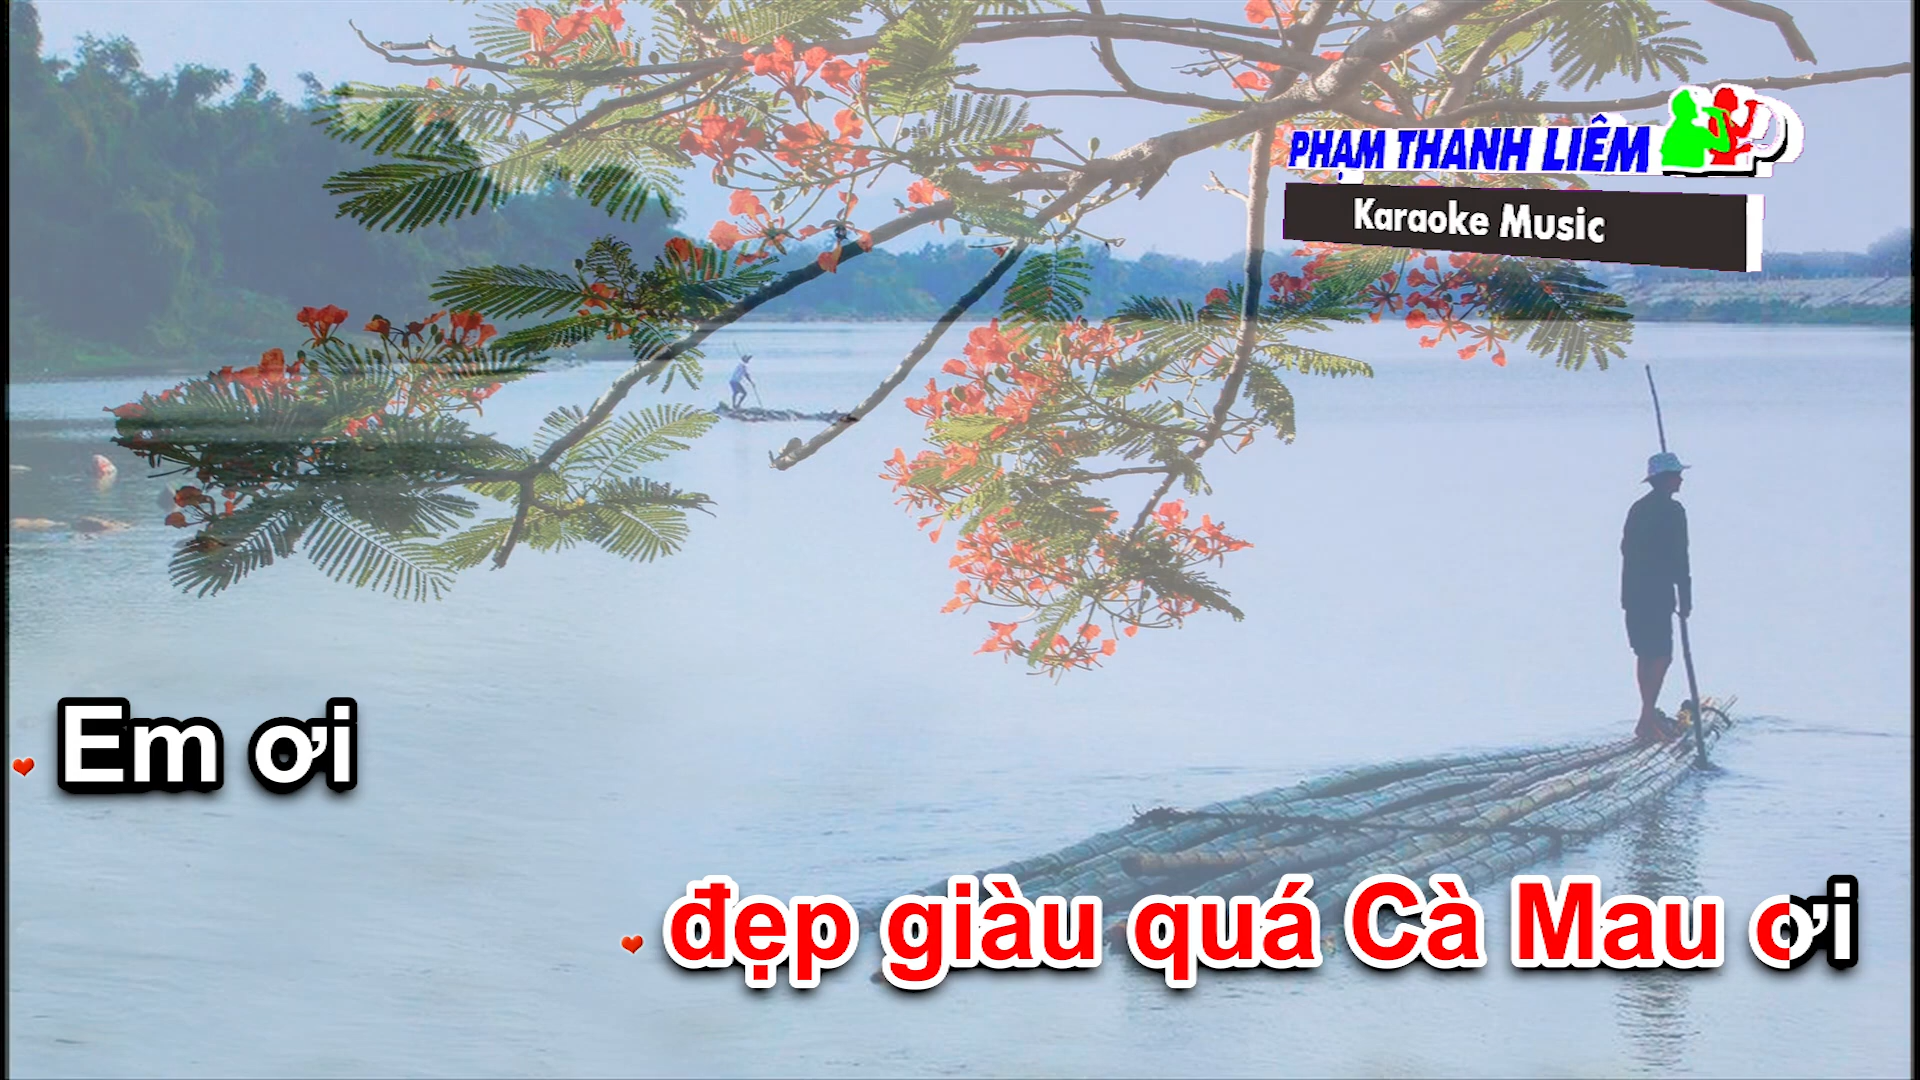 PHẠM THANH LIÊM
Karaoke Music
Em ơi
đẹp giàu quá Cà Mau ơi